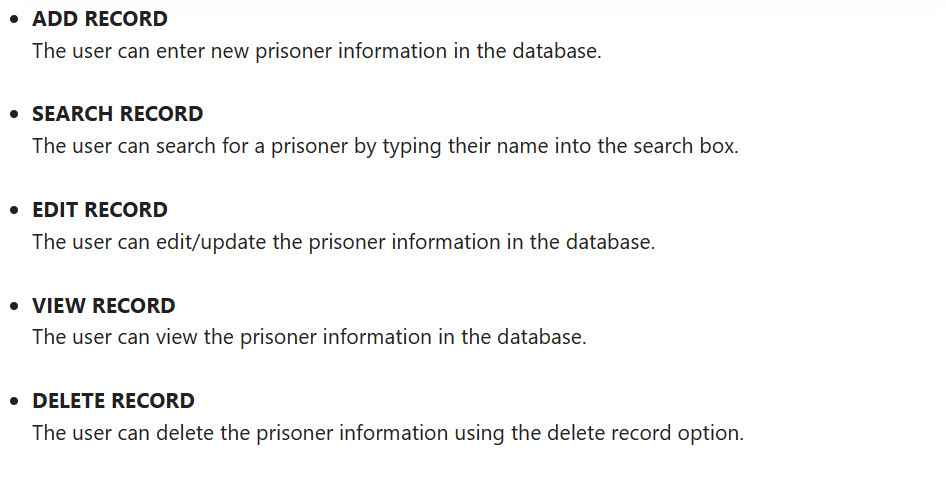 • ADD RECORD
The user can enter new prisoner information in the database.
• SEARCH RECORD
The user can search for a prisoner by typing their name into the search box.
• EDIT RECORD
The user can edit/update the prisoner information in the database.
• VIEW RECORD
The user can view the prisoner information in the database.
• DELETE RECORD
The user can delete the prisoner information using the delete record option.